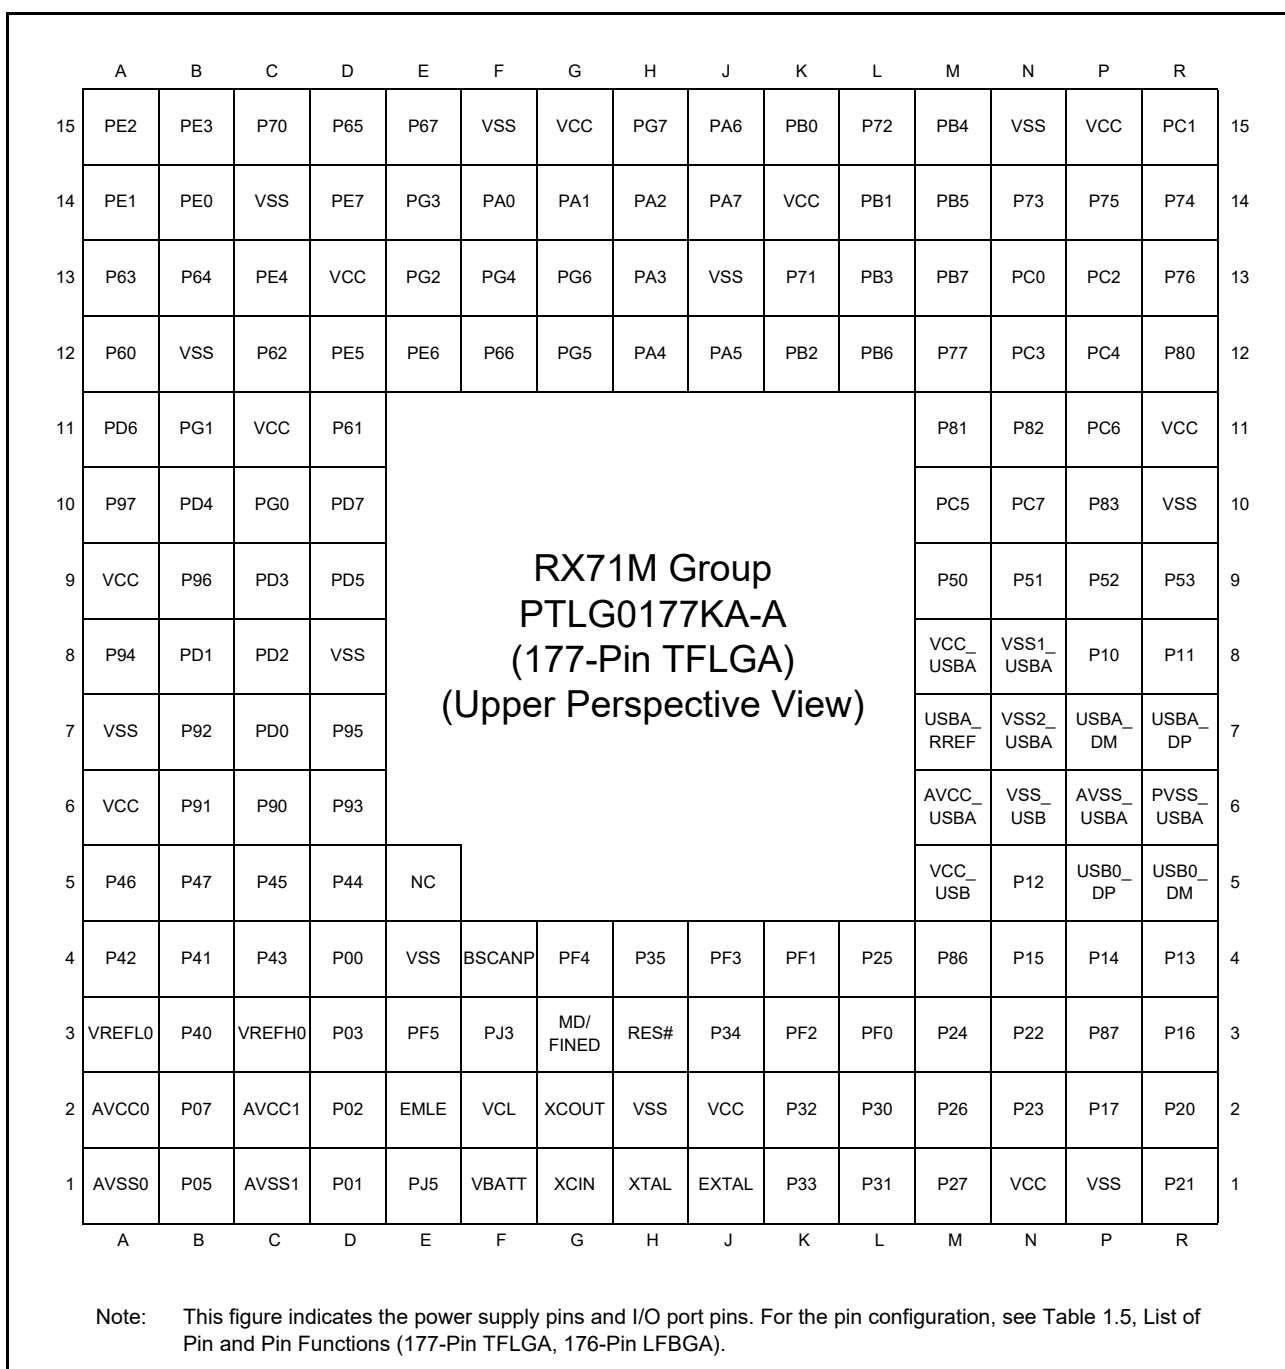 A B C D E F G H J K L M N P R
15 PE2 PE3 P70 P65 P67 VSS VCC PG7 PA6 PB0 P72 PB4 VSS VCC PC1 15
14 PE1 PE0 VSS PE7 PG3 PA0 PA1 PA2 PA7 VCC PB1 PB5 P73 P75 P74 14
13 P63 P64 PE4 VCC PG2 PG4 PG6 PA3 VSS P71 PB3 PB7 PC0 PC2 P76 13
12 P60 VSS P62 PE5 PE6 P66 PG5 PA4 PA5 PB2 PB6 P77 PC3 PC4 P80 12
11 PD6 PG1 VCC P61 P81 P82 PC6 VCC 11
10 P97 PD4 PG0 PD7 PC5 PC7 P83 VSS 10
9 VCC P96 PD3 PD5 P50 P51 P52 P53 9
RX71M Group
PTLG0177KA-A
(177-Pin TFLGA)
(Upper Perspective View)
8 P94 PD1 PD2 VSS VCC_ USBA VSS1_ USBA P10 P11 8
7 VSS P92 PD0 P95 USBA_ RREF VSS2_ USBA USBA_ DM USBA_ DP 7
6 VCC P91 P90 P93 AVCC_ USBA VSS_ USB AVSS_ USBA PVSS_ USBA 6
5 P46 P47 P45 P44 NC VCC_ USB P12 USB0_ DP USB0_ DM 5
4 P42 P41 P43 P00 VSS BSCANP PF4 P35 PF3 PF1 P25 P86 P15 P14 P13 4
3 VREFL0 P40 VREFH0 P03 PF5 PJ3 MD/ FINED RES# P34 PF2 PF0 P24 P22 P87 P16 3
2 AVCC0 P07 AVCC1 P02 EMLE VCL XCOUT VSS VCC P32 P30 P26 P23 P17 P20 2
1 AVSS0 P05 AVSS1 P01 PJ5 VBATT XCIN XTAL EXTAL P33 P31 P27 VCC VSS P21 1
A B C D E F G H J K L M N P R
Note: This figure indicates the power supply pins and I/O port pins. For the pin configuration, see Table 1.5, List of
Pin and Pin Functions (177-Pin TFLGA, 176-Pin LFBGA).